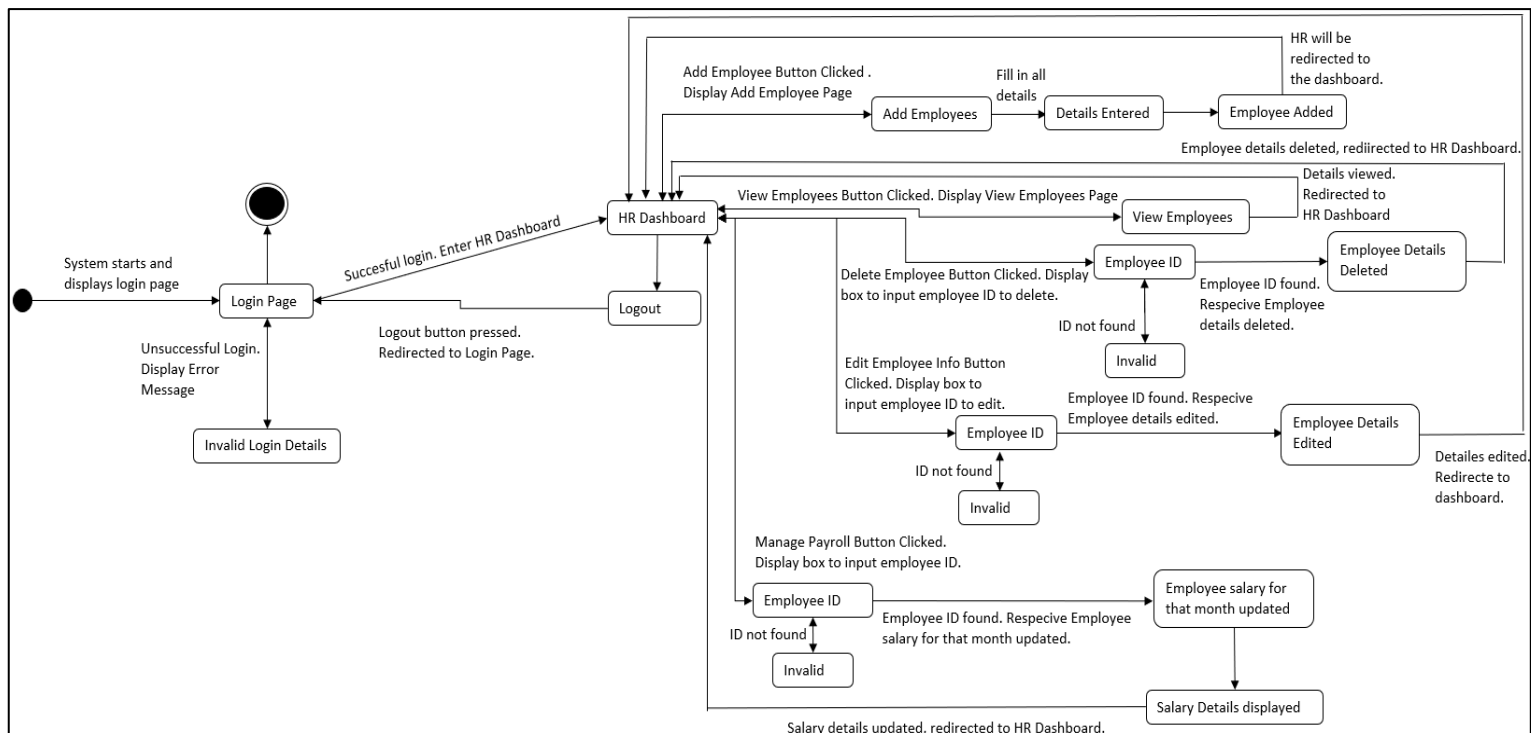 HR will be
redirected to
the dashboard.
Add Employee Button Clicked .
Display Add Employee Page
Fill in all
details
Add Employees
Details Entered
Employee Added
Employee details deleted, rediirected to HR Dashboard.
Details viewed.
Redirected to
HR Dashboard
View Employees Button Clicked. Display View Employees Page
HR Dashboard
View Employees
Succesful login. Enter HR Dashboard
System starts and
displays login page
Login Page
Logout
Logout button pressed.
Redirected to Login Page.
Unsuccessful Login.
Display Error
Message
Invalid Login Details
Delete Employee Button Clicked. Display
box to input employee ID to delete.
Employee ID
Employee Details
Deleted
Employee ID found.
Respecive Employee
details deleted.
ID not found
Invalid
Edit Employee Info Button
Clicked. Display box to
input employee ID to edit.
Employee ID found. Respecive
Employee details edited.
Employee ID
Employee Details
Edited
ID not found
Invalid
Detailes edited.
Redirecte to
dashboard.
Manage Payroll Button Clicked.
Display box to input employee ID.
Employee ID
Employee ID found. Respecive Employee
salary for that month updated.
Employee salary for
that month updated
ID not found
Invalid
Salary Details displayed
Salary details updated, redirected to HR Dashboard.